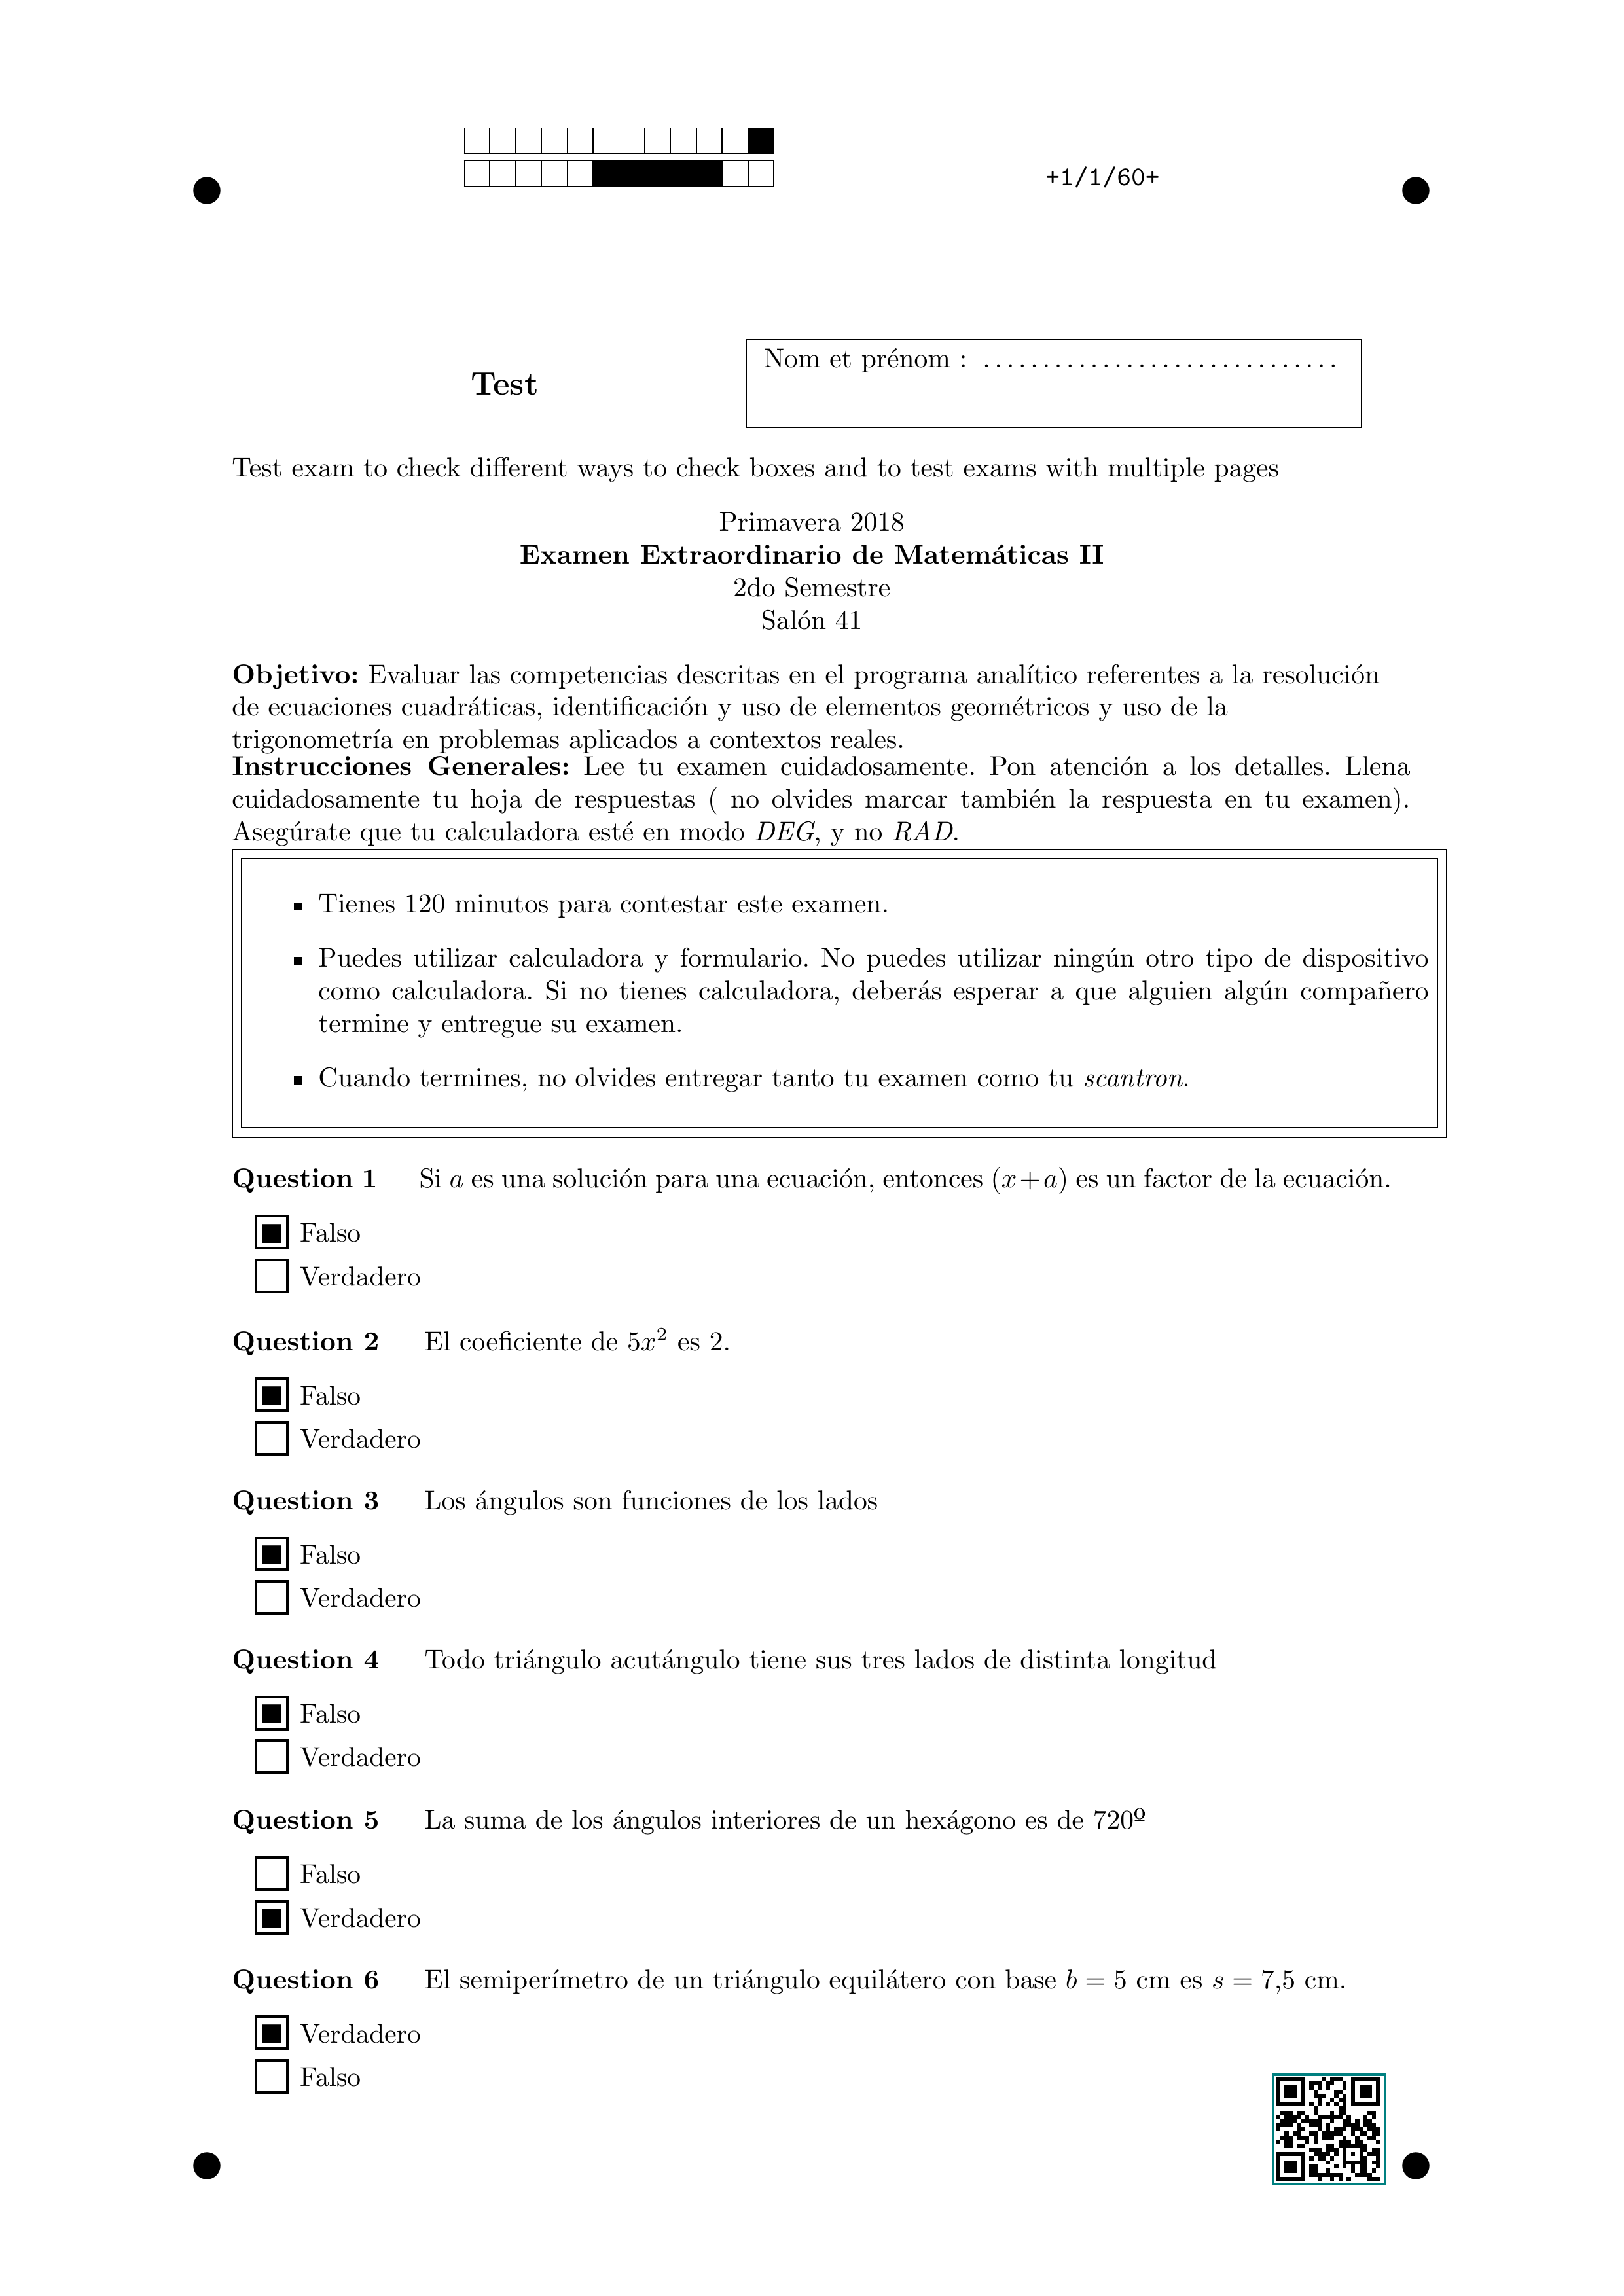 +1/1/60+
Test
Nom et prénom : ..............................
Test exam to check different ways to check boxes and to test exams with multiple pages
Primavera 2018
Examen Extraordinario de Matemáticas II
2do Semestre
Salón 41
Objetivo: Evaluar las competencias descritas en el programa analítico referentes a la resolución
de ecuaciones cuadráticas, identificación y uso de elementos geométricos y uso de la
trigonometría en problemas aplicados a contextos reales.
Instrucciones Generales: Lee tu examen cuidadosamente. Pon atención a los detalles. Llena
cuidadosamente tu hoja de respuestas ( no olvides marcar también la respuesta en tu examen).
Asegúrate que tu calculadora esté en modo DEG, y no RAD.
▪ Tienes 120 minutos para contestar este examen.
▪ Puedes utilizar calculadora y formulario. No puedes utilizar ningún otro tipo de dispositivo
como calculadora. Si no tienes calculadora, deberás esperar a que alguien algún compañero
termine y entregue su examen.
▪ Cuando termines, no olvides entregar tanto tu examen como tu scantron.
Question 1 Si a es una solución para una ecuación, entonces (x+a) es un factor de la ecuación.
Falso
Verdadero
Question 2 El coeficiente de 5x² es 2.
Falso
Verdadero
Question 3 Los ángulos son funciones de los lados
Falso
Verdadero
Question 4 Todo triángulo acutángulo tiene sus tres lados de distinta longitud
Falso
Verdadero
Question 5 La suma de los ángulos interiores de un hexágono es de 720º
Falso
Verdadero
Question 6 El semiperímetro de un triángulo equilátero con base b = 5 cm es s = 7,5 cm.
Verdadero
Falso